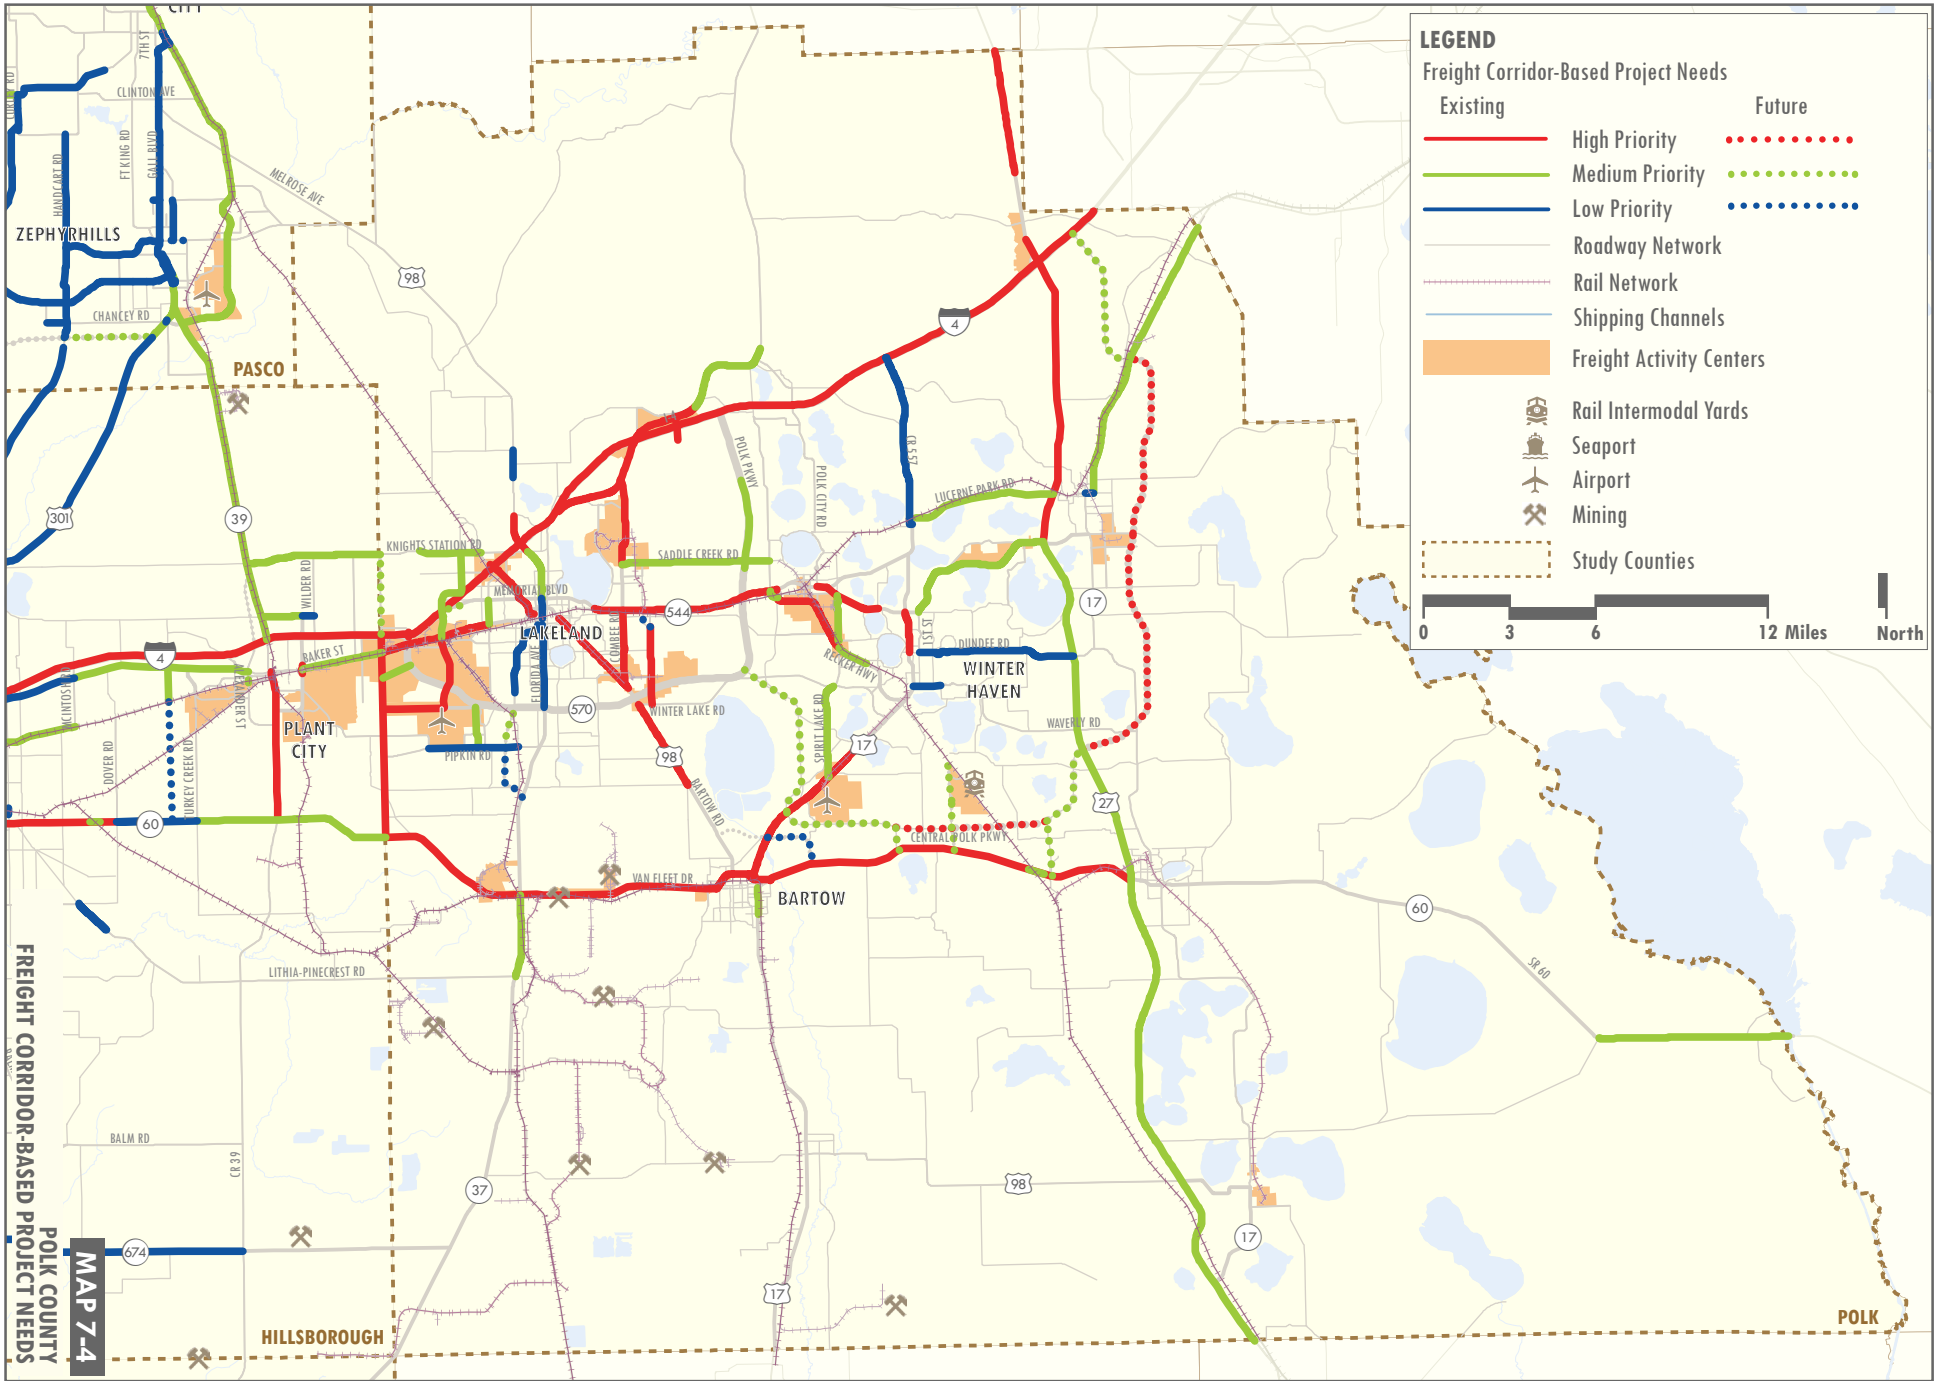 LEGEND
Freight Corridor-Based Project Needs
Existing
Future
High Priority
Medium Priority
Low Priority
Roadway Network
Rail Network
Shipping Channels
Freight Activity Centers
Rail Intermodal Yards
Seaport
Airport
Mining
Study Counties
0 3 6 12 Miles
North
CITY
7TH ST
CLINTON AVE
FT KING RD
GALL BLVD
HANDCART RD
MELROSE AVE
ZEPHYRHILLS
98
CHANCEY RD
PASCO
4
301
39
POLK PKWY
POLK CITY RD
CR 557
LUCERNE PARK RD
KNIGHTS STATION RD
SADDLE CREEK RD
WILDER RD
MEMORIAL BLVD
544
17
LAKELAND
COMBEE RD
1ST ST
DUNDEE RD
4
BAKER ST
RECKER HWY
WINTER
HAVEN
MCINTOSH RD
ALEXANDER ST
FLORIDA AVE
570
WINTER LAKE RD
SPIRIT LAKE RD
WAVERLY RD
PLANT
CITY
DOVER RD
TURKEY CREEK RD
PIPKIN RD
98
17
BARTOW RD
27
60
CENTRAL POLK PKWY
VAN FLEET DR
BARTOW
60
SR 60
LITHIA-PINECREST RD
BALM RD
CR 39
37
98
17
674
17
HILLSBOROUGH
POLK
MAP 7-4
POLK COUNTY
FREIGHT CORRIDOR-BASED PROJECT NEEDS